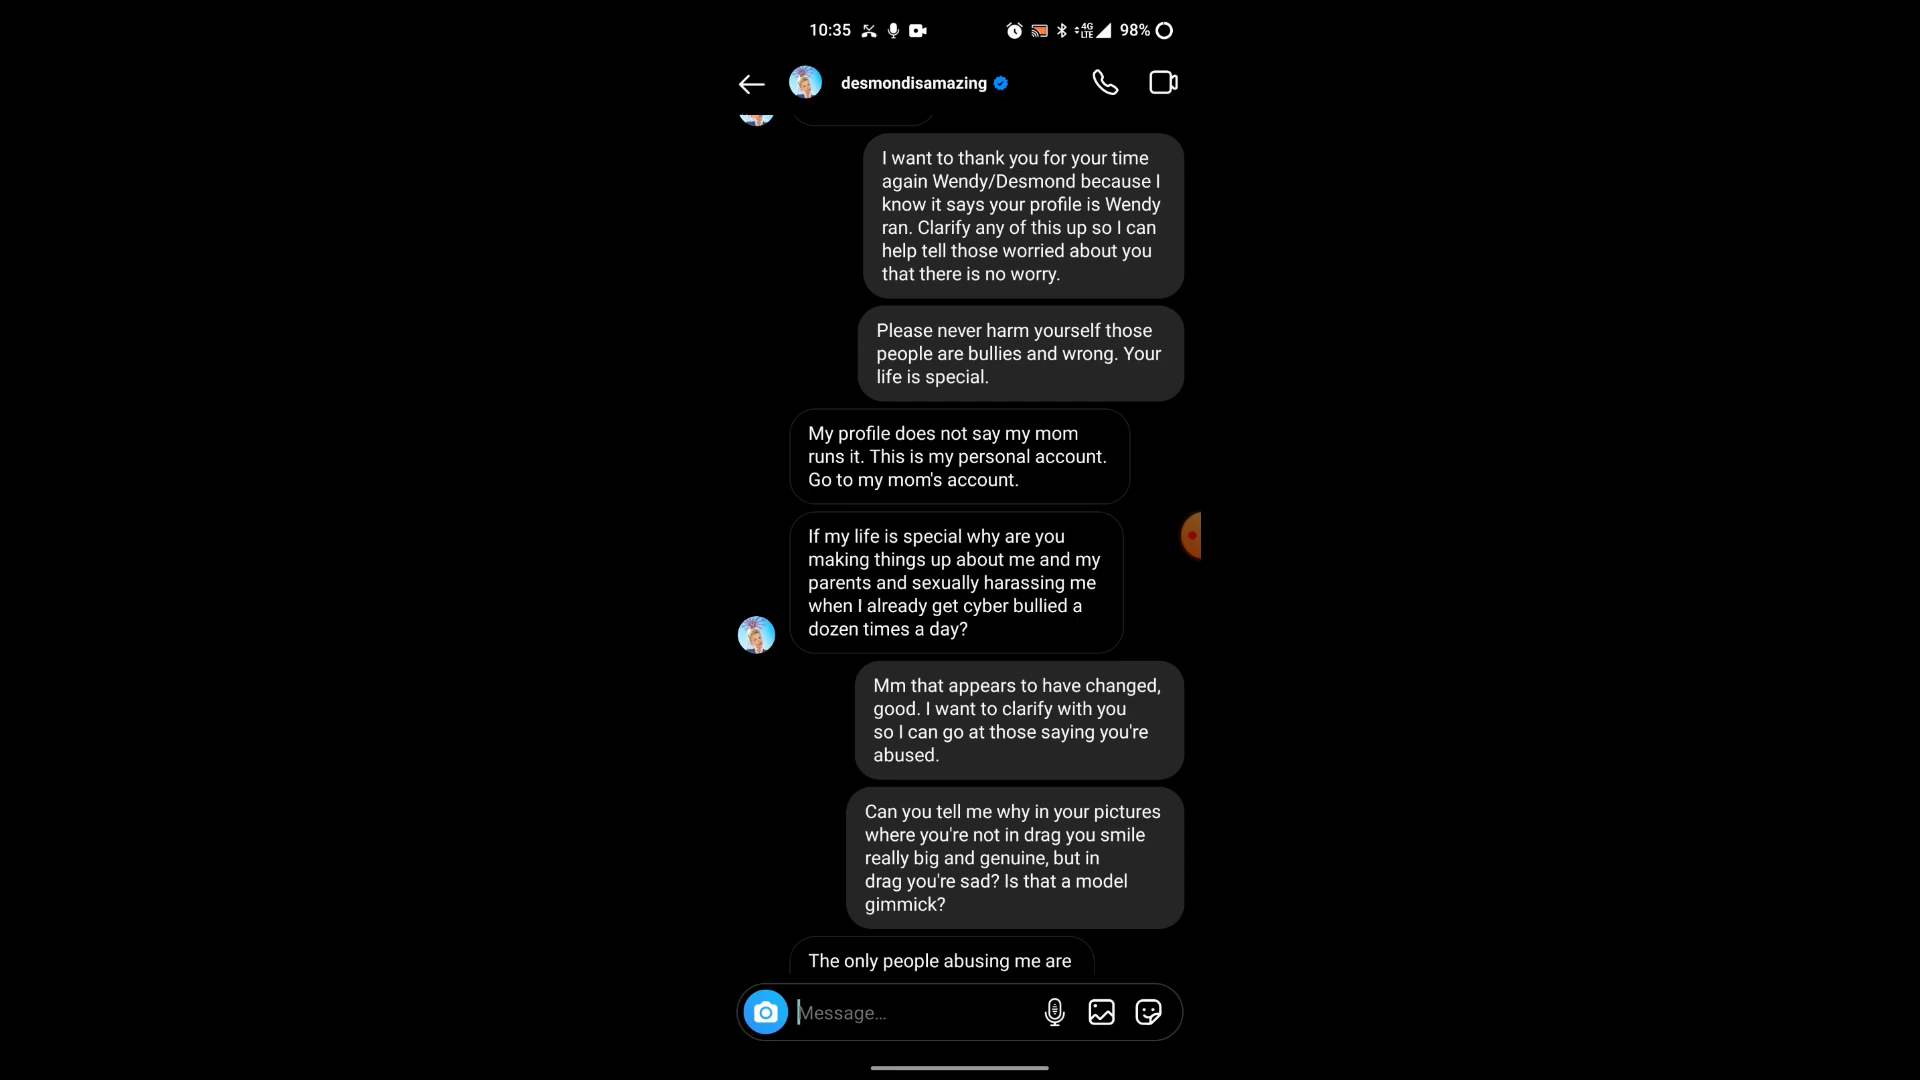 10:35
4G
LTE
98%
desmondisamazing
I want to thank you for your time
again Wendy/Desmond because I
know it says your profile is Wendy
ran. Clarify any of this up so I can
help tell those worried about you
that there is no worry.
Please never harm yourself those
people are bullies and wrong. Your
life is special.
My profile does not say my mom
runs it. This is my personal account.
Go to my mom's account.
If my life is special why are you
making things up about me and my
parents and sexually harassing me
when I already get cyber bullied a
dozen times a day?
Mm that appears to have changed,
good. I want to clarify with you
so I can go at those saying you're
abused.
Can you tell me why in your pictures
where you're not in drag you smile
really big and genuine, but in
drag you're sad? Is that a model
gimmick?
The only people abusing me are
Message...